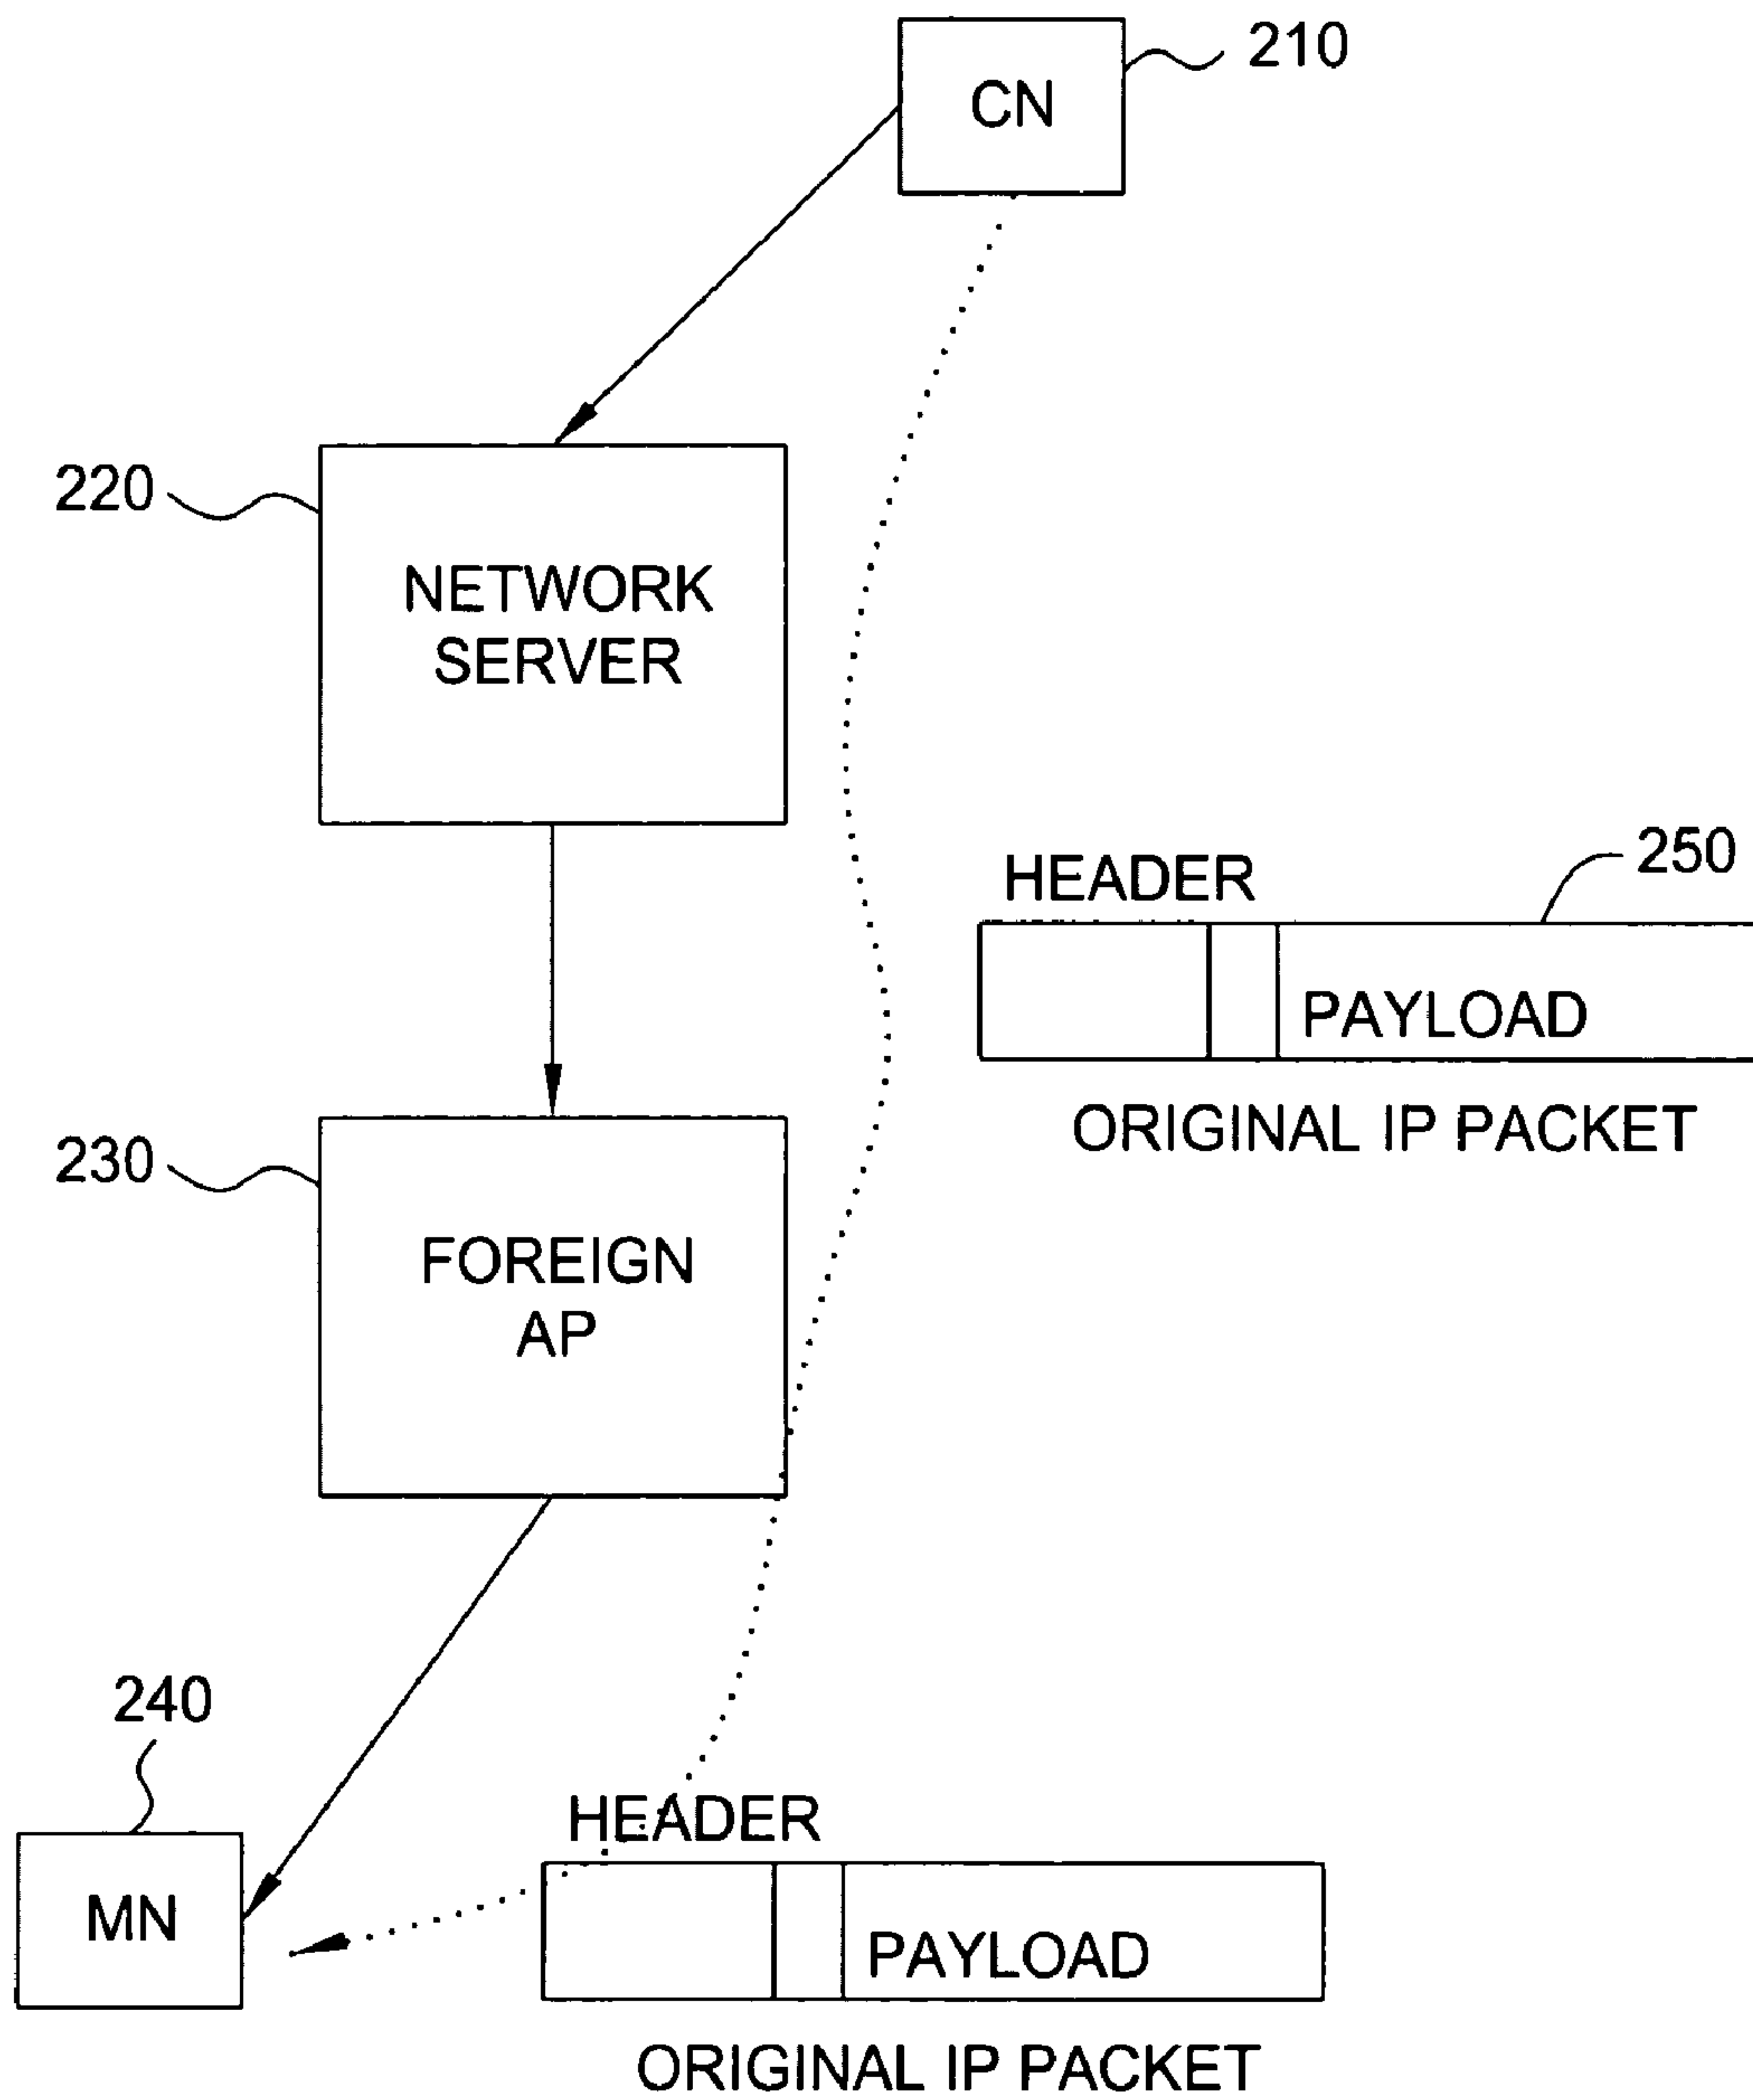 210
CN
220
NETWORK
SERVER
HEADER
250
PAYLOAD
ORIGINAL IP PACKET
230
FOREIGN
AP
240
MN
HEADER
PAYLOAD
ORIGINAL IP PACKET